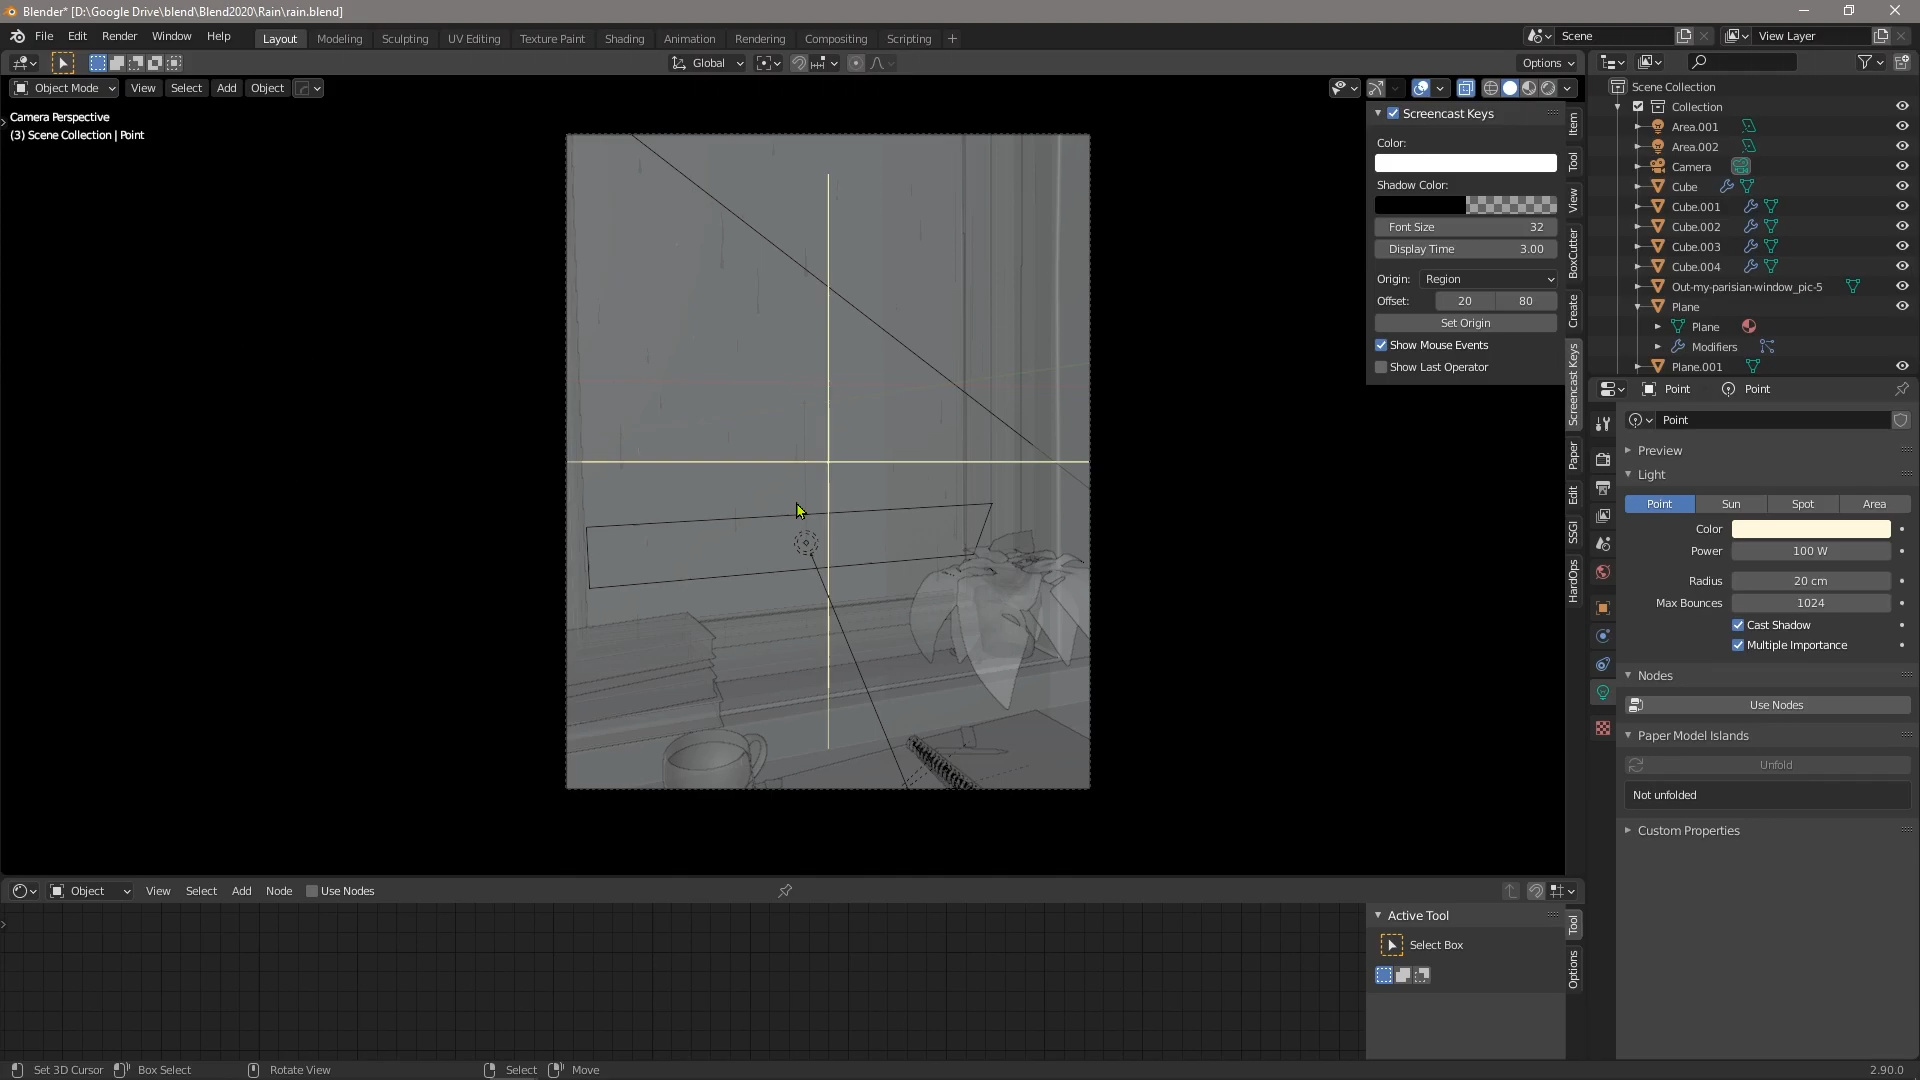 Blender* [D:\Google Drive\blend\Blend2020\Rain\rain.blend]
File Edit Render Window Help
Layout Modeling Sculpting UV Editing Texture Paint Shading Animation Rendering Compositing Scripting +
Scene
View Layer
Global
Options
Object Mode View Select Add Object
Camera Perspective
(3) Scene Collection | Point
Screencast Keys
Color:
Shadow Color:
Font Size 32
Display Time 3.00
Origin: Region
Offset: 20 80
Set Origin
Show Mouse Events
Show Last Operator
Item
Tool
View
BoxCutter
Create
Screencast Keys
Paper
Edit
SSGI
HardOps
Scene Collection
Collection
Area.001
Area.002
Camera
Cube
Cube.001
Cube.002
Cube.003
Cube.004
Out-my-parisian-window_pic-5
Plane
Plane
Modifiers
Plane.001
Point Point
Point
Preview
Light
Point Sun Spot Area
Color
Power 100 W
Radius 20 cm
Max Bounces 1024
Cast Shadow
Multiple Importance
Nodes
Use Nodes
Paper Model Islands
Unfold
Not unfolded
Custom Properties
Object View Select Add Node Use Nodes
Active Tool
Select Box
Tool
Options
Set 3D Cursor Box Select Rotate View Select Move
2.90.0